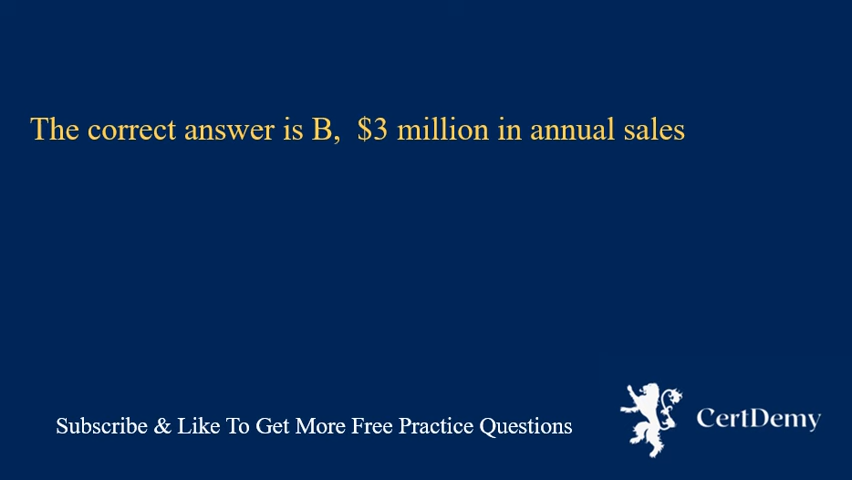 The correct answer is B,  $3 million in annual sales
Subscribe & Like To Get More Free Practice Questions
CertDemy